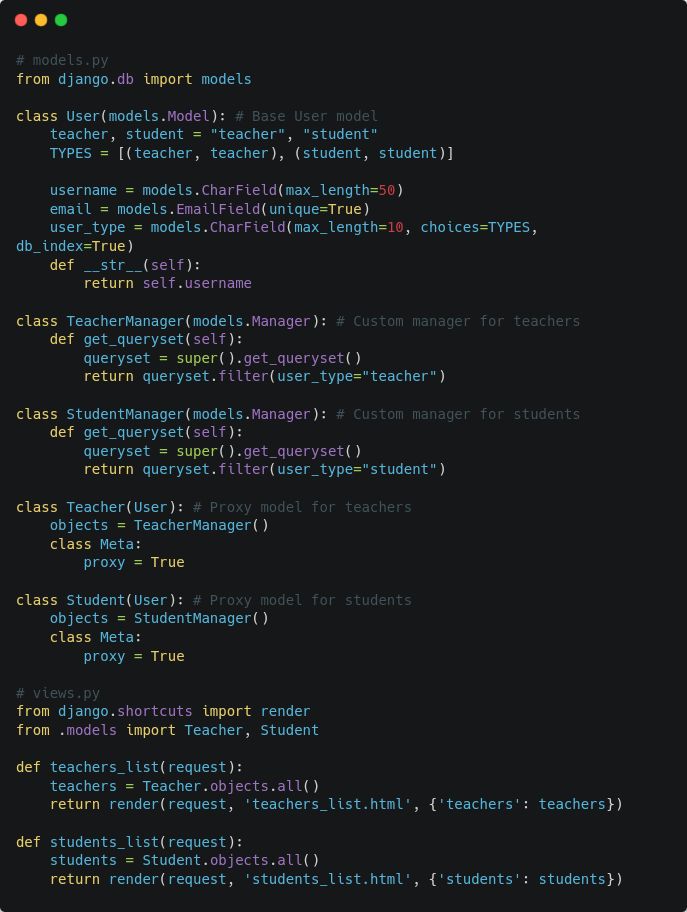 # models.py
from django.db import models

class User(models.Model): # Base User model
    teacher, student = "teacher", "student"
    TYPES = [(teacher, teacher), (student, student)]

    username = models.CharField(max_length=50)
    email = models.EmailField(unique=True)
    user_type = models.CharField(max_length=10, choices=TYPES,
db_index=True)
    def __str__(self):
        return self.username

class TeacherManager(models.Manager): # Custom manager for teachers
    def get_queryset(self):
        queryset = super().get_queryset()
        return queryset.filter(user_type="teacher")

class StudentManager(models.Manager): # Custom manager for students
    def get_queryset(self):
        queryset = super().get_queryset()
        return queryset.filter(user_type="student")

class Teacher(User): # Proxy model for teachers
    objects = TeacherManager()
    class Meta:
        proxy = True

class Student(User): # Proxy model for students
    objects = StudentManager()
    class Meta:
        proxy = True

# views.py
from django.shortcuts import render
from .models import Teacher, Student

def teachers_list(request):
    teachers = Teacher.objects.all()
    return render(request, 'teachers_list.html', {'teachers': teachers})

def students_list(request):
    students = Student.objects.all()
    return render(request, 'students_list.html', {'students': students})